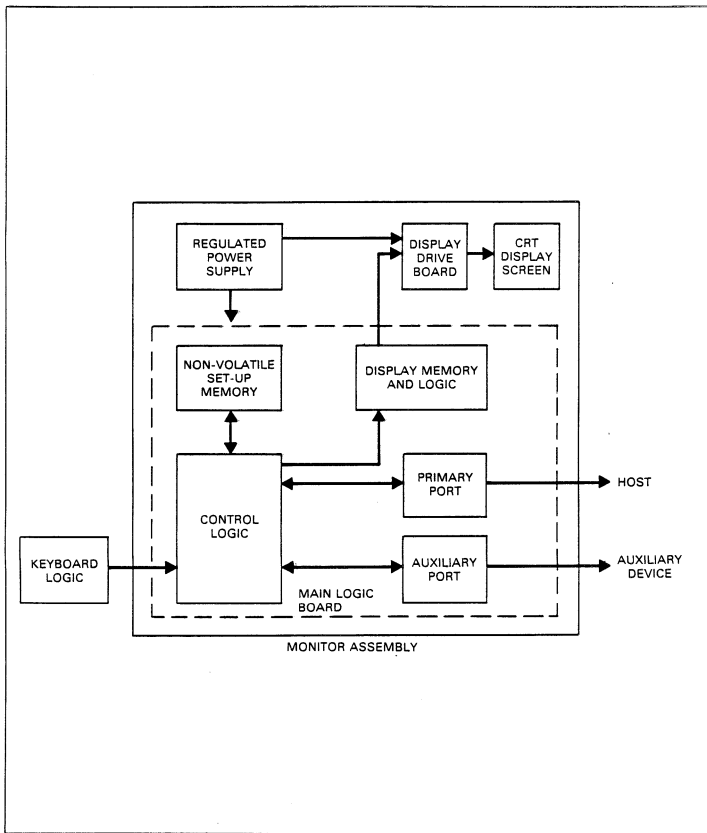 REGULATED
POWER
SUPPLY
DISPLAY
DRIVE
BOARD
CRT
DISPLAY
SCREEN
NON-VOLATILE
SET-UP
MEMORY
DISPLAY MEMORY
AND LOGIC
CONTROL
LOGIC
PRIMARY
PORT
HOST
KEYBOARD
LOGIC
AUXILIARY
PORT
AUXILIARY
DEVICE
MAIN LOGIC
BOARD
MONITOR ASSEMBLY